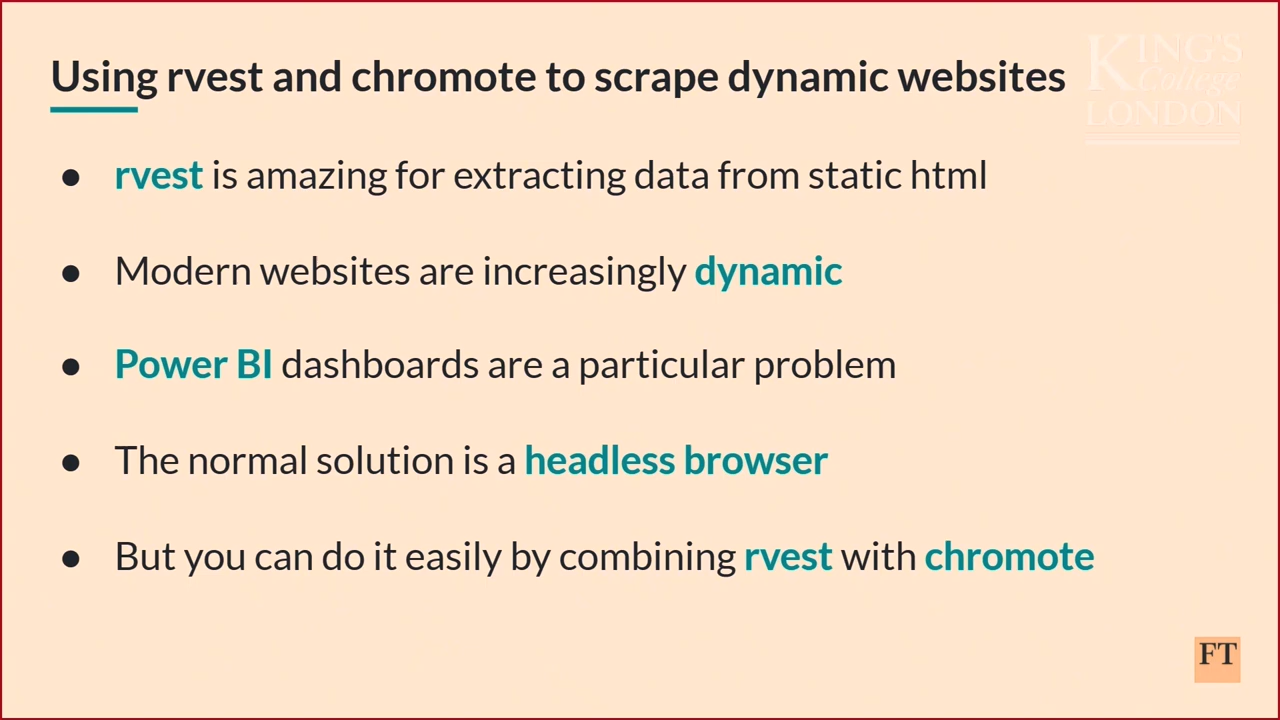 Using rvest and chromote to scrape dynamic websites
KING'S
College
LONDON
● rvest is amazing for extracting data from static html
● Modern websites are increasingly dynamic
● Power BI dashboards are a particular problem
● The normal solution is a headless browser
● But you can do it easily by combining rvest with chromote
FT